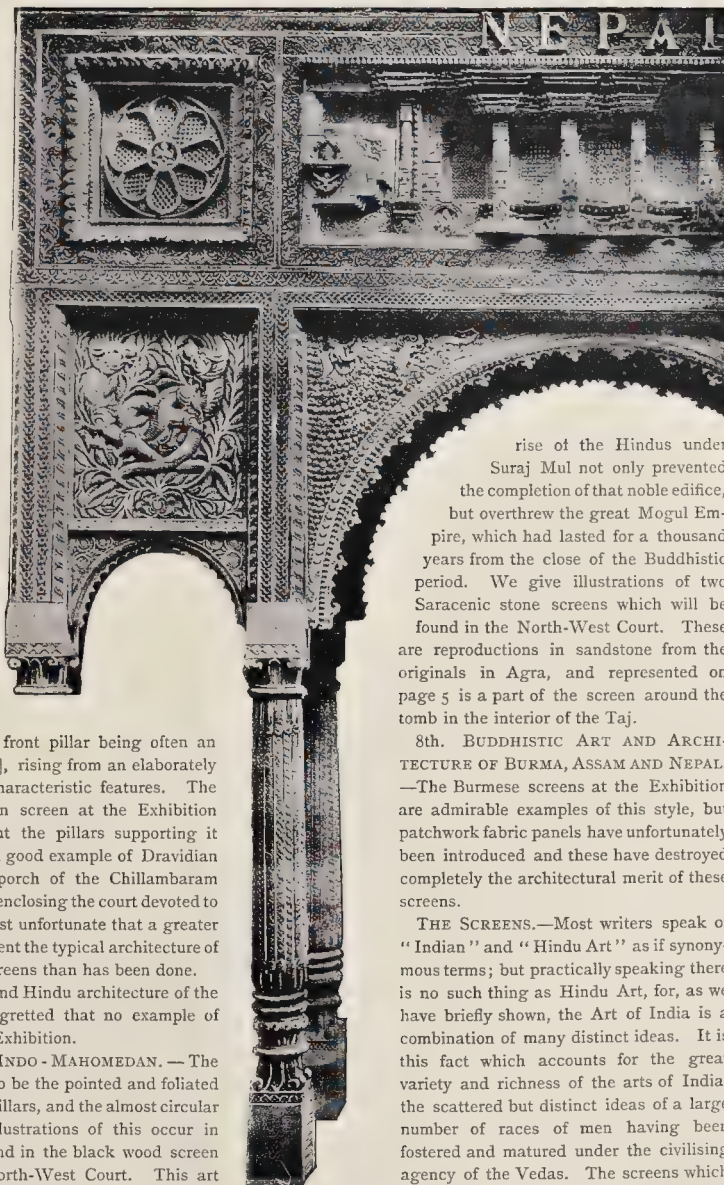 NEPAL
front pillar being often an
], rising from an elaborately
haracteristic features. The
n screen at the Exhibition
at the pillars supporting it
good example of Dravidian
porch of the Chillambaram
enclosing the court devoted to
st unfortunate that a greater
ent the typical architecture of
reens than has been done.
nd Hindu architecture of the
gretted that no example of
Exhibition.
INDO-MAHOMEDAN.—The
o be the pointed and foliated
illars, and the almost circular
lustrations of this occur in
nd in the black wood screen
orth-West Court. This art
rise of the Hindus under
Suraj Mul not only prevented
the completion of that noble edifice,
but overthrew the great Mogul Em-
pire, which had lasted for a thousand
years from the close of the Buddhistic
period. We give illustrations of two
Saracenic stone screens which will be
found in the North-West Court. These
are reproductions in sandstone from the
originals in Agra, and represented on
page 5 is a part of the screen around the
tomb in the interior of the Taj.
8th. BUDDHISTIC ART AND ARCHI-
TECTURE OF BURMA, ASSAM AND NEPAL.
—The Burmese screens at the Exhibition
are admirable examples of this style, but
patchwork fabric panels have unfortunately
been introduced and these have destroyed
completely the architectural merit of these
screens.
THE SCREENS.—Most writers speak of
“Indian” and “Hindu Art” as if synony-
mous terms; but practically speaking there
is no such thing as Hindu Art, for, as we
have briefly shown, the Art of India is a
combination of many distinct ideas. It is
this fact which accounts for the great
variety and richness of the arts of India
the scattered but distinct ideas of a large
number of races of men having been
fostered and matured under the civilising
agency of the Vedas. The screens which